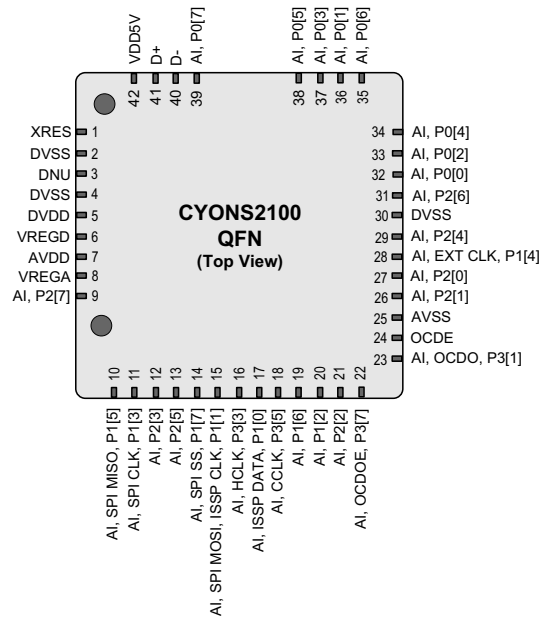 VDD5V
D+
D-
AI, P0[7]
AI, P0[5]
AI, P0[3]
AI, P0[1]
AI, P0[6]
42
41
40
39
38
37
36
35
XRES 1
DVSS 2
DNU 3
DVSS 4
DVDD 5
VREGD 6
AVDD 7
VREGA 8
AI, P2[7] 9
CYONS2100
QFN
(Top View)
34 AI, P0[4]
33 AI, P0[2]
32 AI, P0[0]
31 AI, P2[6]
30 DVSS
29 AI, P2[4]
28 AI, EXT CLK, P1[4]
27 AI, P2[0]
26 AI, P2[1]
25 AVSS
24 OCDE
23 AI, OCDO, P3[1]
10
11
12
13
14
15
16
17
18
19
20
21
22
AI, SPI MISO, P1[5]
AI, SPI CLK, P1[3]
AI, P2[3]
AI, P2[5]
AI, SPI SS, P1[7]
AI, SPI MOSI, ISSP CLK, P1[1]
AI, HCLK, P3[3]
AI, ISSP DATA, P1[0]
AI, CCLK, P3[5]
AI, P1[6]
AI, P1[2]
AI, P2[2]
AI, OCDOE, P3[7]